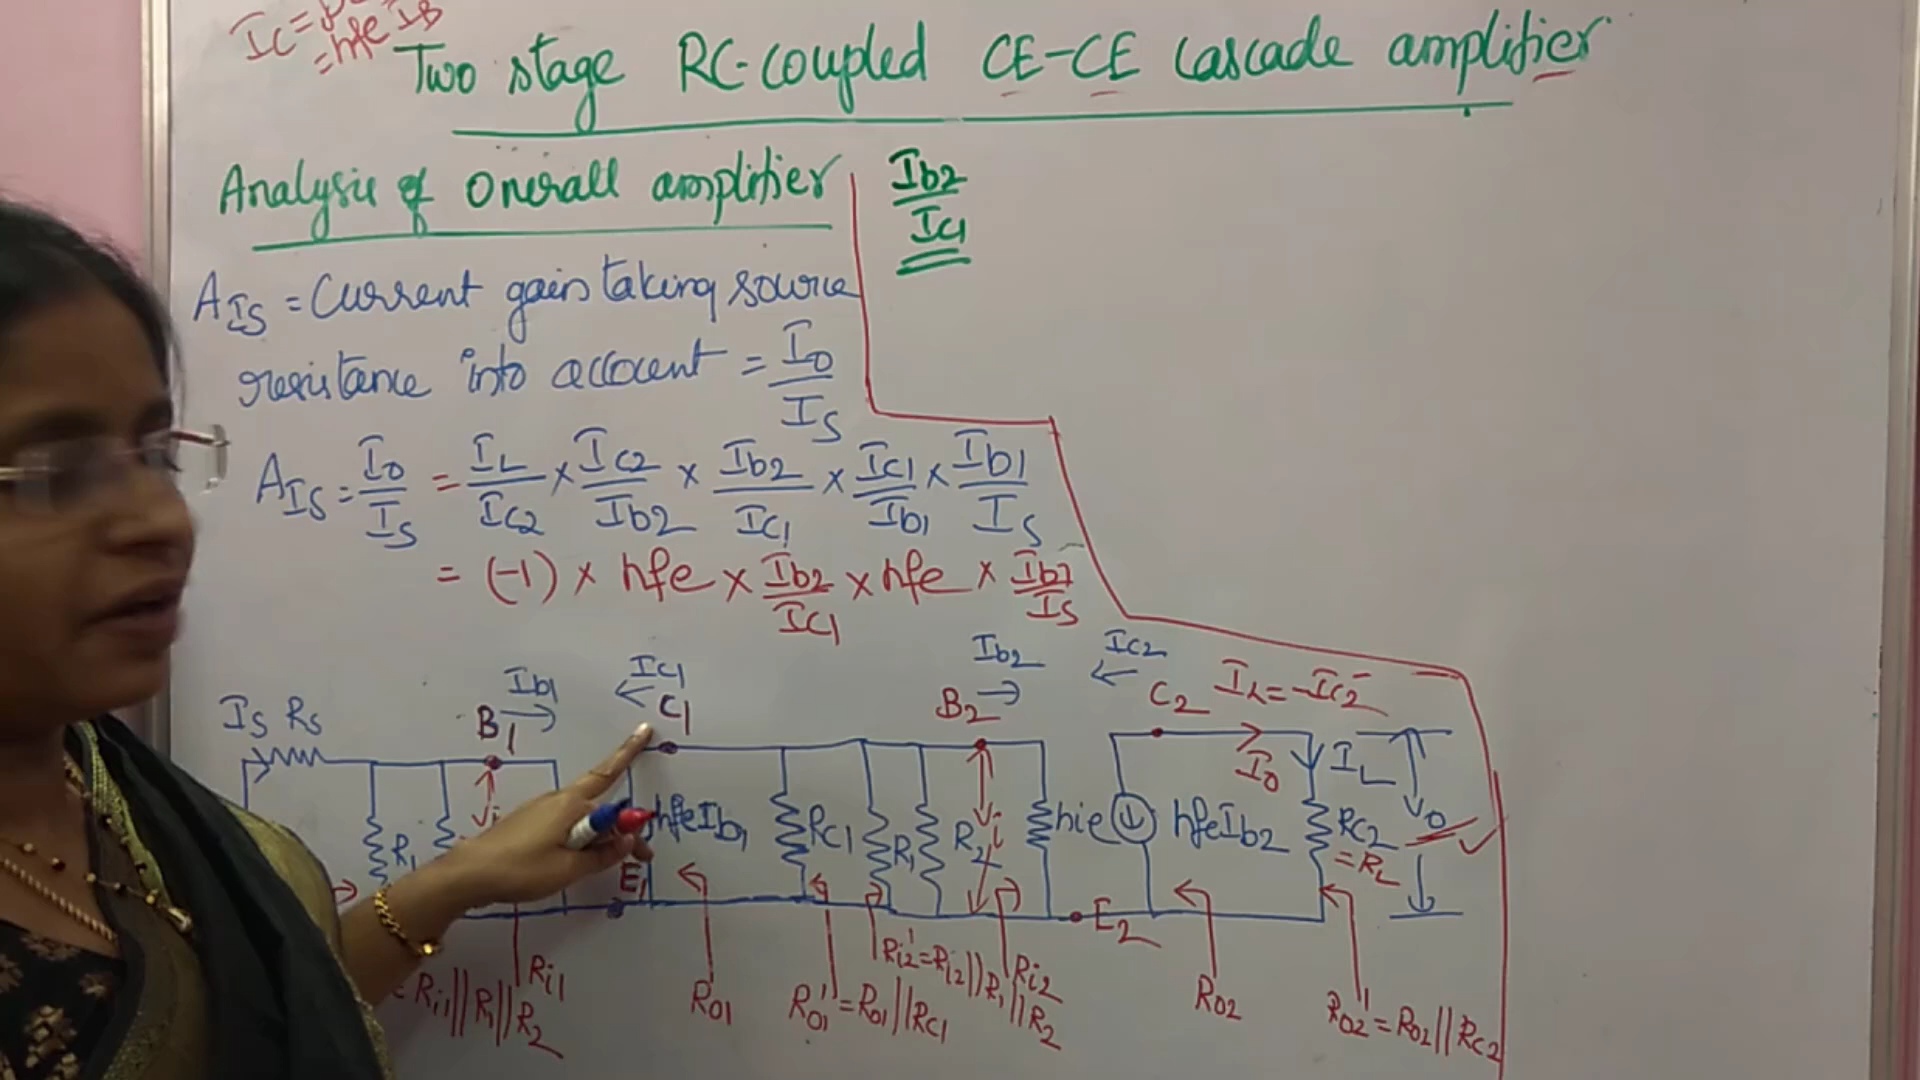 Ic =
= hfe IB
Two stage RC-coupled CE-CE Cascade amplifier
Analysis of Overall amplifier
Ib2 / Ic1
AIS = Current gain taking source
resistance into account = Io / Is
AIS = Io / Is = IL / Ic2 × Ic2 / Ib2 × Ib2 / Ic1 × Ic1 / Ib1 × Ib1 / Is
= (-1) × hfe × Ib2 / Ic1 × hfe × Ib1 / Is
Ib1 Ic1 Ib2 Ic2
Is Rs B1 C1 B2 C2 IL = -Ic2
Io IL
R1 hfeIb1 Rc1 R1 R2 hie hfeIb2 Rc2 Vo
= RL
E1 E2
= Ri1 || R1 || R2 Ri1 Ro1 Ro1' = Ro1 || Rc1 Ri2' = Ri2 || R1 || R2 Ri2 Ro2 Ro2' = Ro2 || Rc2